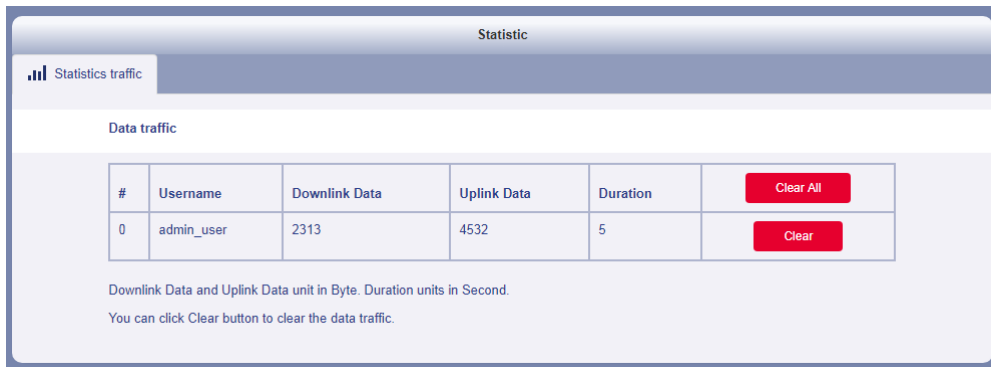 Statistic
Statistics traffic
Data traffic
# Username Downlink Data Uplink Data Duration Clear All
0 admin_user 2313 4532 5 Clear
Downlink Data and Uplink Data unit in Byte. Duration units in Second.
You can click Clear button to clear the data traffic.